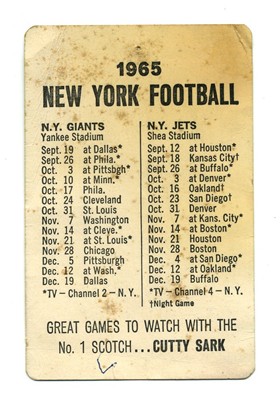 1965
NEW YORK FOOTBALL
N.Y. GIANTS
Yankee Stadium
Sept. 19 at Dallas*
Sept. 26 at Phila.*
Oct. 3 at Pittsbgh*
Oct. 10 at Minn.*
Oct. 17 Phila.
Oct. 24 Cleveland
Oct. 31 St. Louis
Nov. 7 Washington
Nov. 14 at Cleve.*
Nov. 21 at St. Louis*
Nov. 28 Chicago
Dec. 5 Pittsburgh
Dec. 12 at Wash.*
Dec. 19 Dallas
*TV - Channel 2 - N.Y.
N.Y. JETS
Shea Stadium
Sept. 12 at Houston*
Sept. 18 Kansas City†
Sept. 26 at Buffalo*
Oct. 3 at Denver*
Oct. 16 Oakland†
Oct. 23 San Diego†
Oct. 31 Denver
Nov. 7 at Kans. City*
Nov. 14 at Boston*
Nov. 21 Houston
Nov. 28 Boston
Dec. 4 at San Diego*
Dec. 12 at Oakland*
Dec. 19 Buffalo
*TV - Channel 4 - N.Y.
†Night Game
GREAT GAMES TO WATCH WITH THE
No. 1 SCOTCH... CUTTY SARK